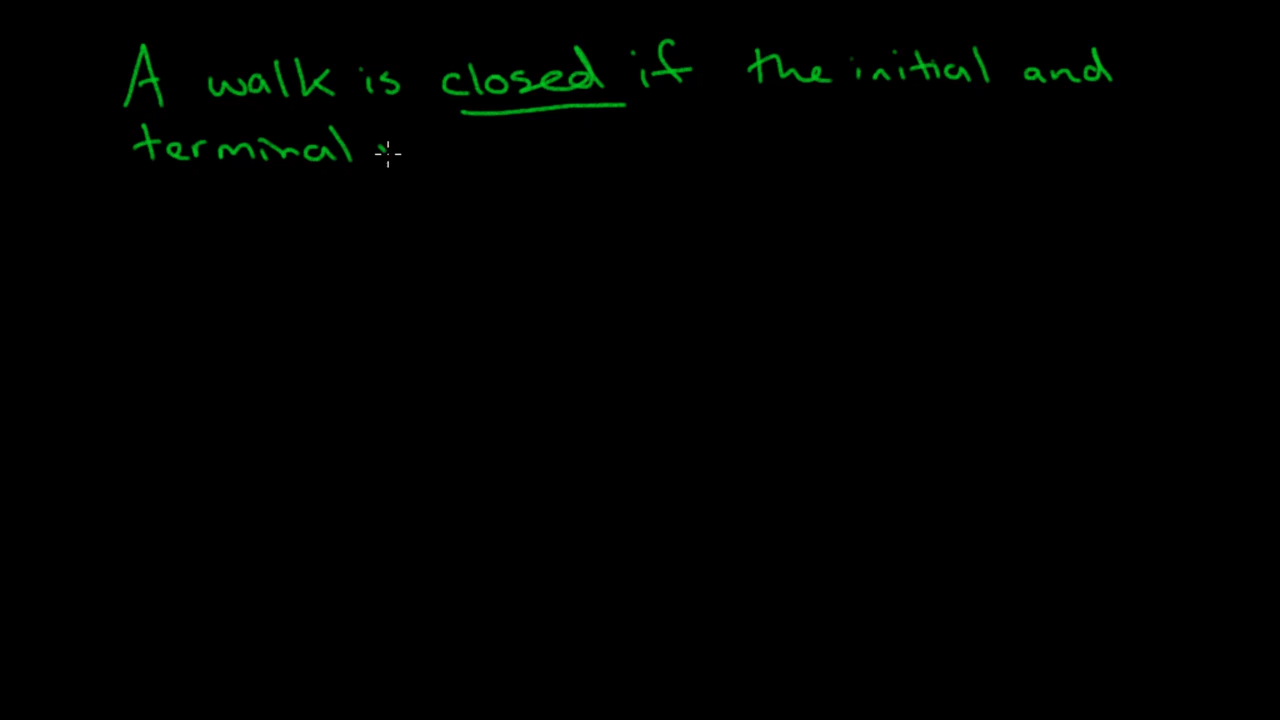 A walk is closed if the initial and
terminal